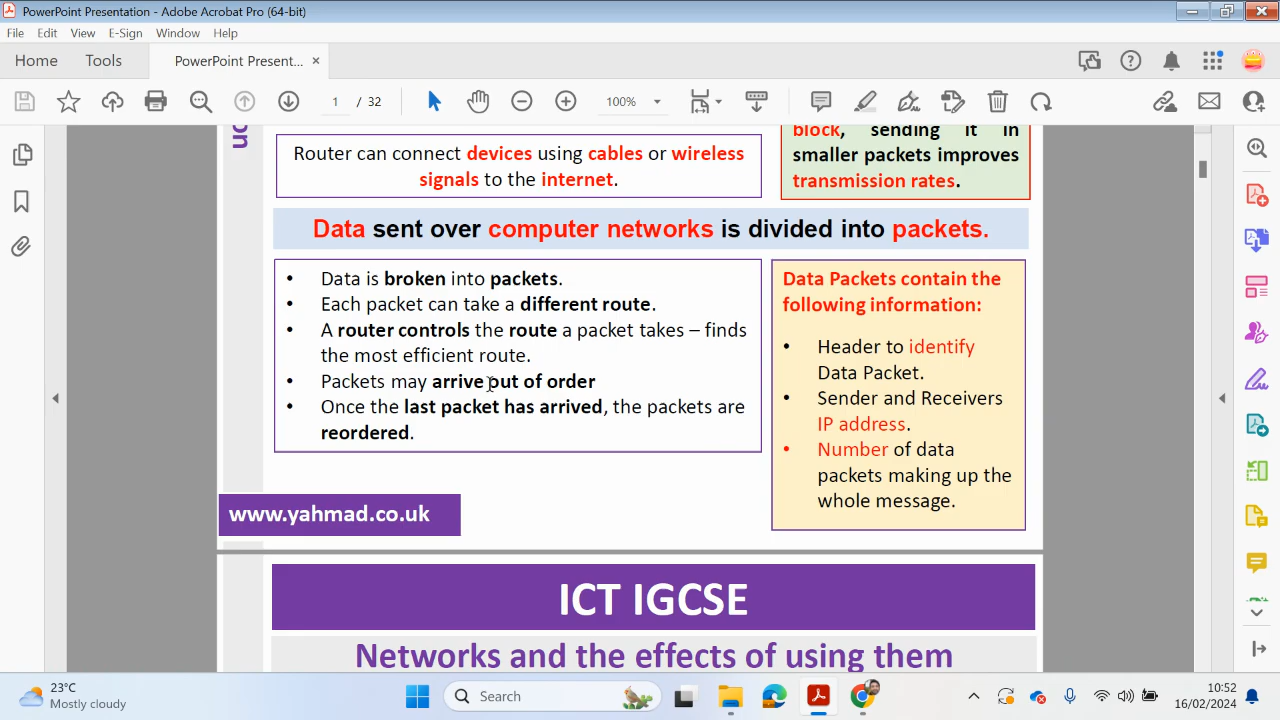 PowerPoint Presentation - Adobe Acrobat Pro (64-bit)
File Edit View E-Sign Window Help
Home Tools PowerPoint Present... ×
1 / 32 100%
on
Router can connect devices using cables or wireless
signals to the internet.
block, sending it in
smaller packets improves
transmission rates.
Data sent over computer networks is divided into packets.
• Data is broken into packets.
• Each packet can take a different route.
• A router controls the route a packet takes – finds
the most efficient route.
• Packets may arrive out of order
• Once the last packet has arrived, the packets are
reordered.
Data Packets contain the
following information:
• Header to identify
Data Packet.
• Sender and Receivers
IP address.
• Number of data
packets making up the
whole message.
www.yahmad.co.uk
ICT IGCSE
Networks and the effects of using them
23°C
Mostly cloudy
Search
10:52
16/02/2024